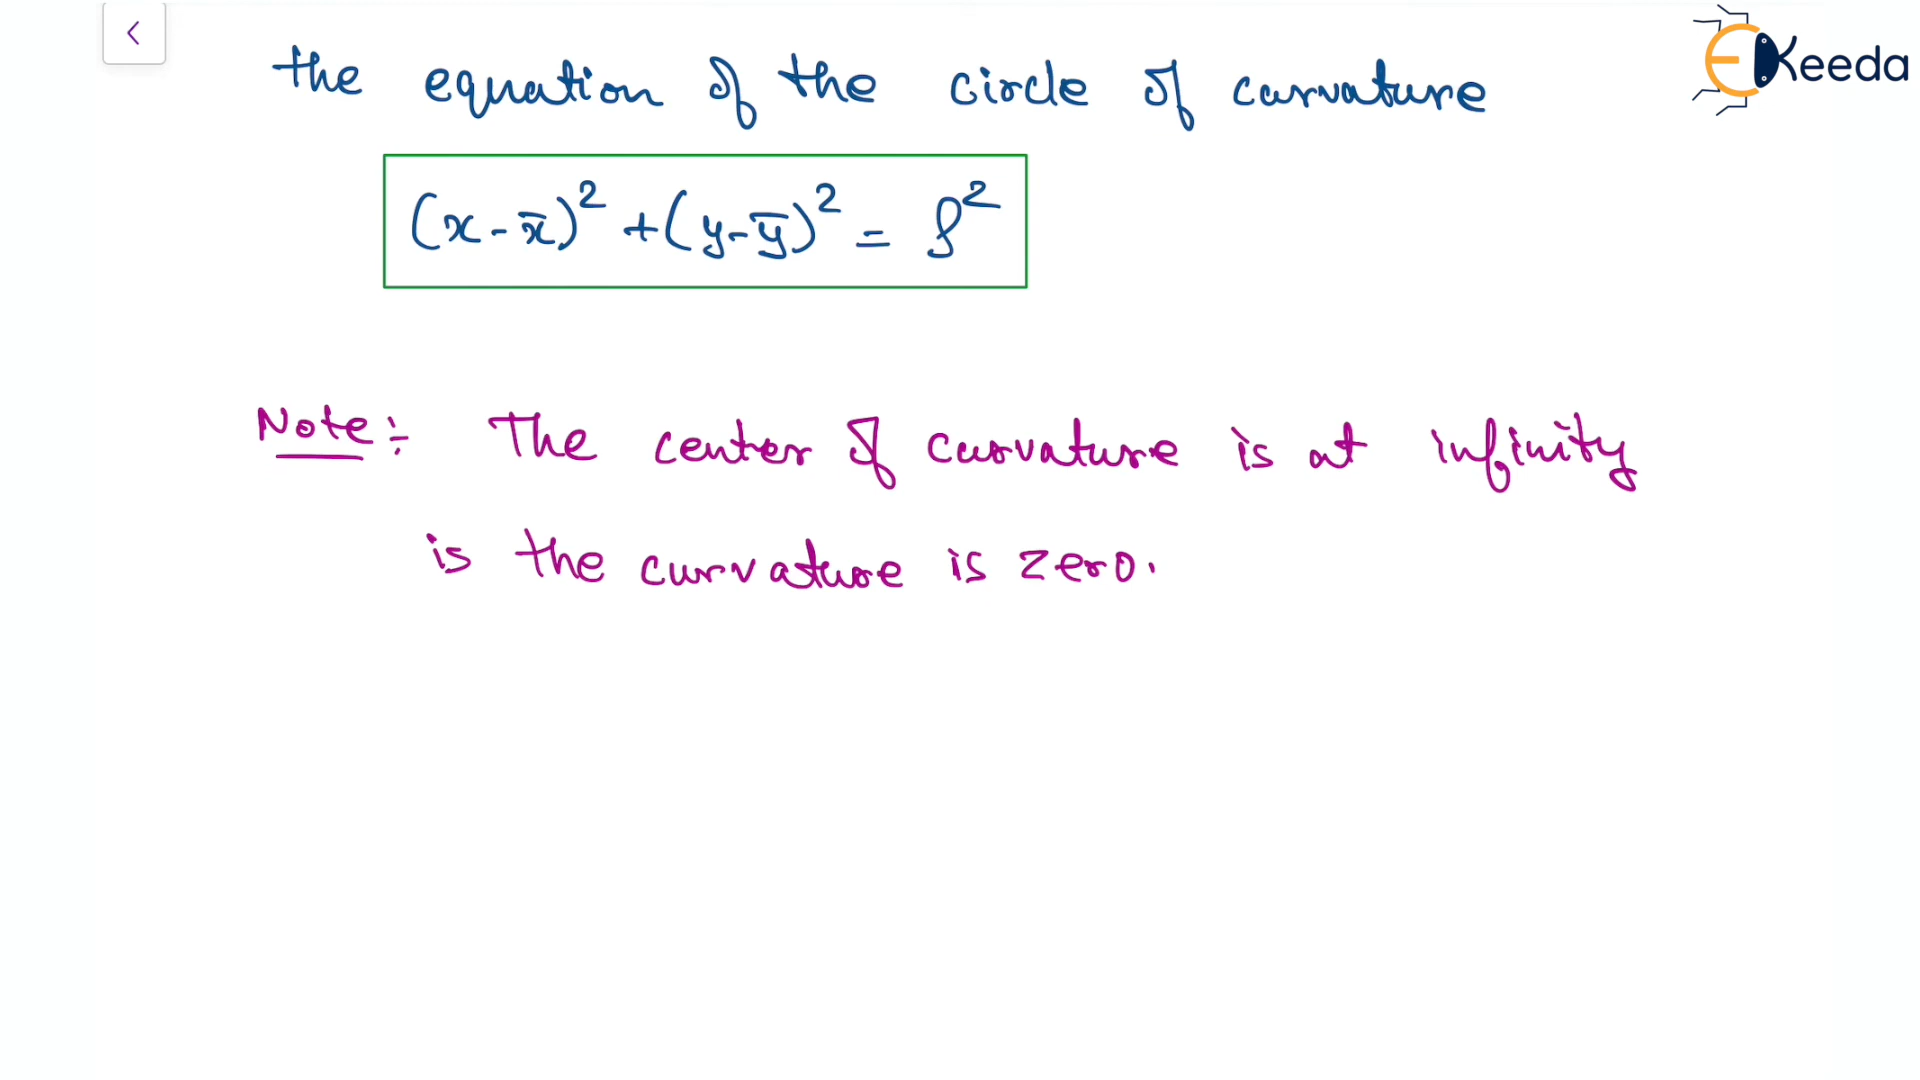 the equation of the circle of curvature
EKeeda
(x-x̄)² + (y-ȳ)² = ρ²
Note:- The center of curvature is at infinity
is the curvature is zero.